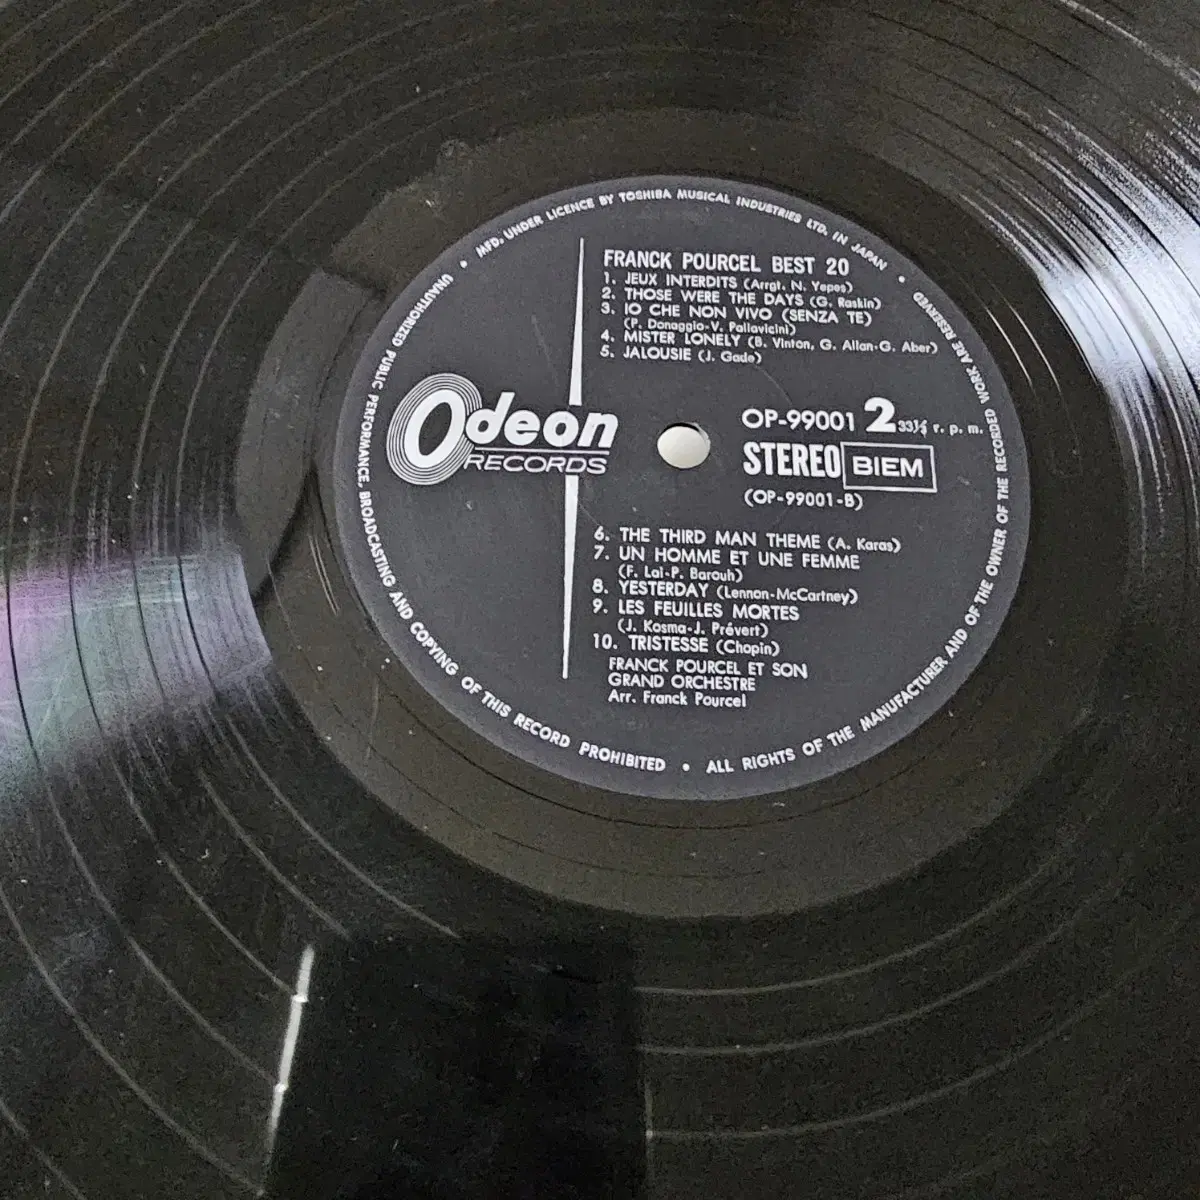 MFD. UNDER LICENCE BY TOSHIBA MUSICAL INDUSTRIES LTD. IN JAPAN •
FRANCK POURCEL BEST 20
1. JEUX INTERDITS (Arrgt. N. Yepes)
2. THOSE WERE THE DAYS (G. Raskin)
3. IO CHE NON VIVO (SENZA TE)
(P. Donaggio-V. Pallavicini)
4. MISTER LONELY (B. Vinton, G. Allan-G. Aber)
5. JALOUSIE (J. Gade)
Odeon
RECORDS
OP-99001 2 33⅓ r. p. m.
STEREO BIEM
(OP-99001-B)
6. THE THIRD MAN THEME (A. Karas)
7. UN HOMME ET UNE FEMME
(F. Lai-P. Barouh)
8. YESTERDAY (Lennon-McCartney)
9. LES FEUILLES MORTES
(J. Kosma-J. Prévert)
10. TRISTESSE (Chopin)
FRANCK POURCEL ET SON
GRAND ORCHESTRE
Arr. Franck Pourcel
ALL RIGHTS OF THE MANUFACTURER AND OF THE OWNER OF THE RECORDED WORK ARE RESERVED •
UNAUTHORIZED PUBLIC PERFORMANCE, BROADCASTING AND COPYING OF THIS RECORD PROHIBITED •